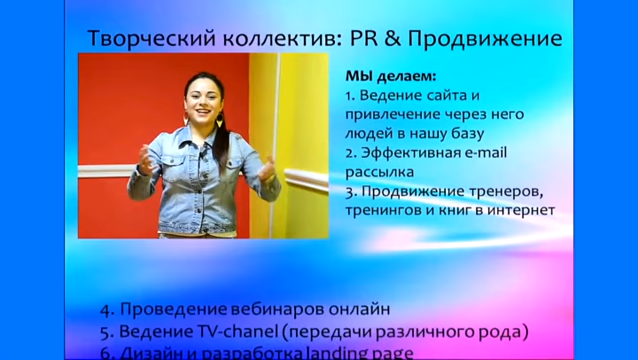 Творческий коллектив: PR & Продвижение
МЫ делаем:
1. Ведение сайта и
привлечение через него
людей в нашу базу
2. Эффективная e-mail
рассылка
3. Продвижение тренеров,
тренингов и книг в интернет
4. Проведение вебинаров онлайн
5. Ведение TV-chanel (передачи различного рода)
6. Дизайн и разработка landing page